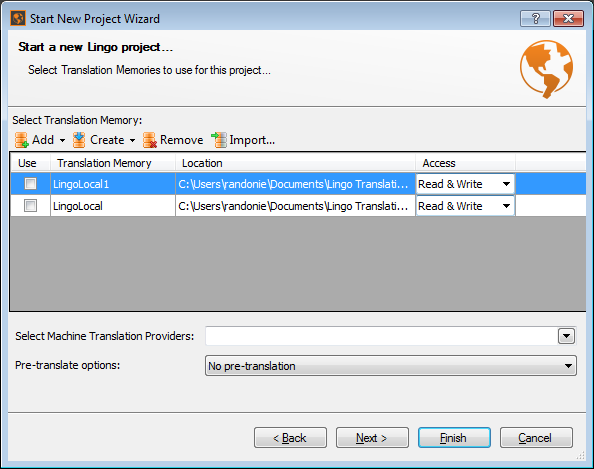 Start New Project Wizard
Start a new Lingo project...
Select Translation Memories to use for this project...
Select Translation Memory:
Add Create Remove Import...
Use Translation Memory Location Access
LingoLocal1 C:\Users\randonie\Documents\Lingo Translati... Read & Write
LingoLocal C:\Users\randonie\Documents\Lingo Translati... Read & Write
Select Machine Translation Providers:
Pre-translate options: No pre-translation
< Back Next > Finish Cancel